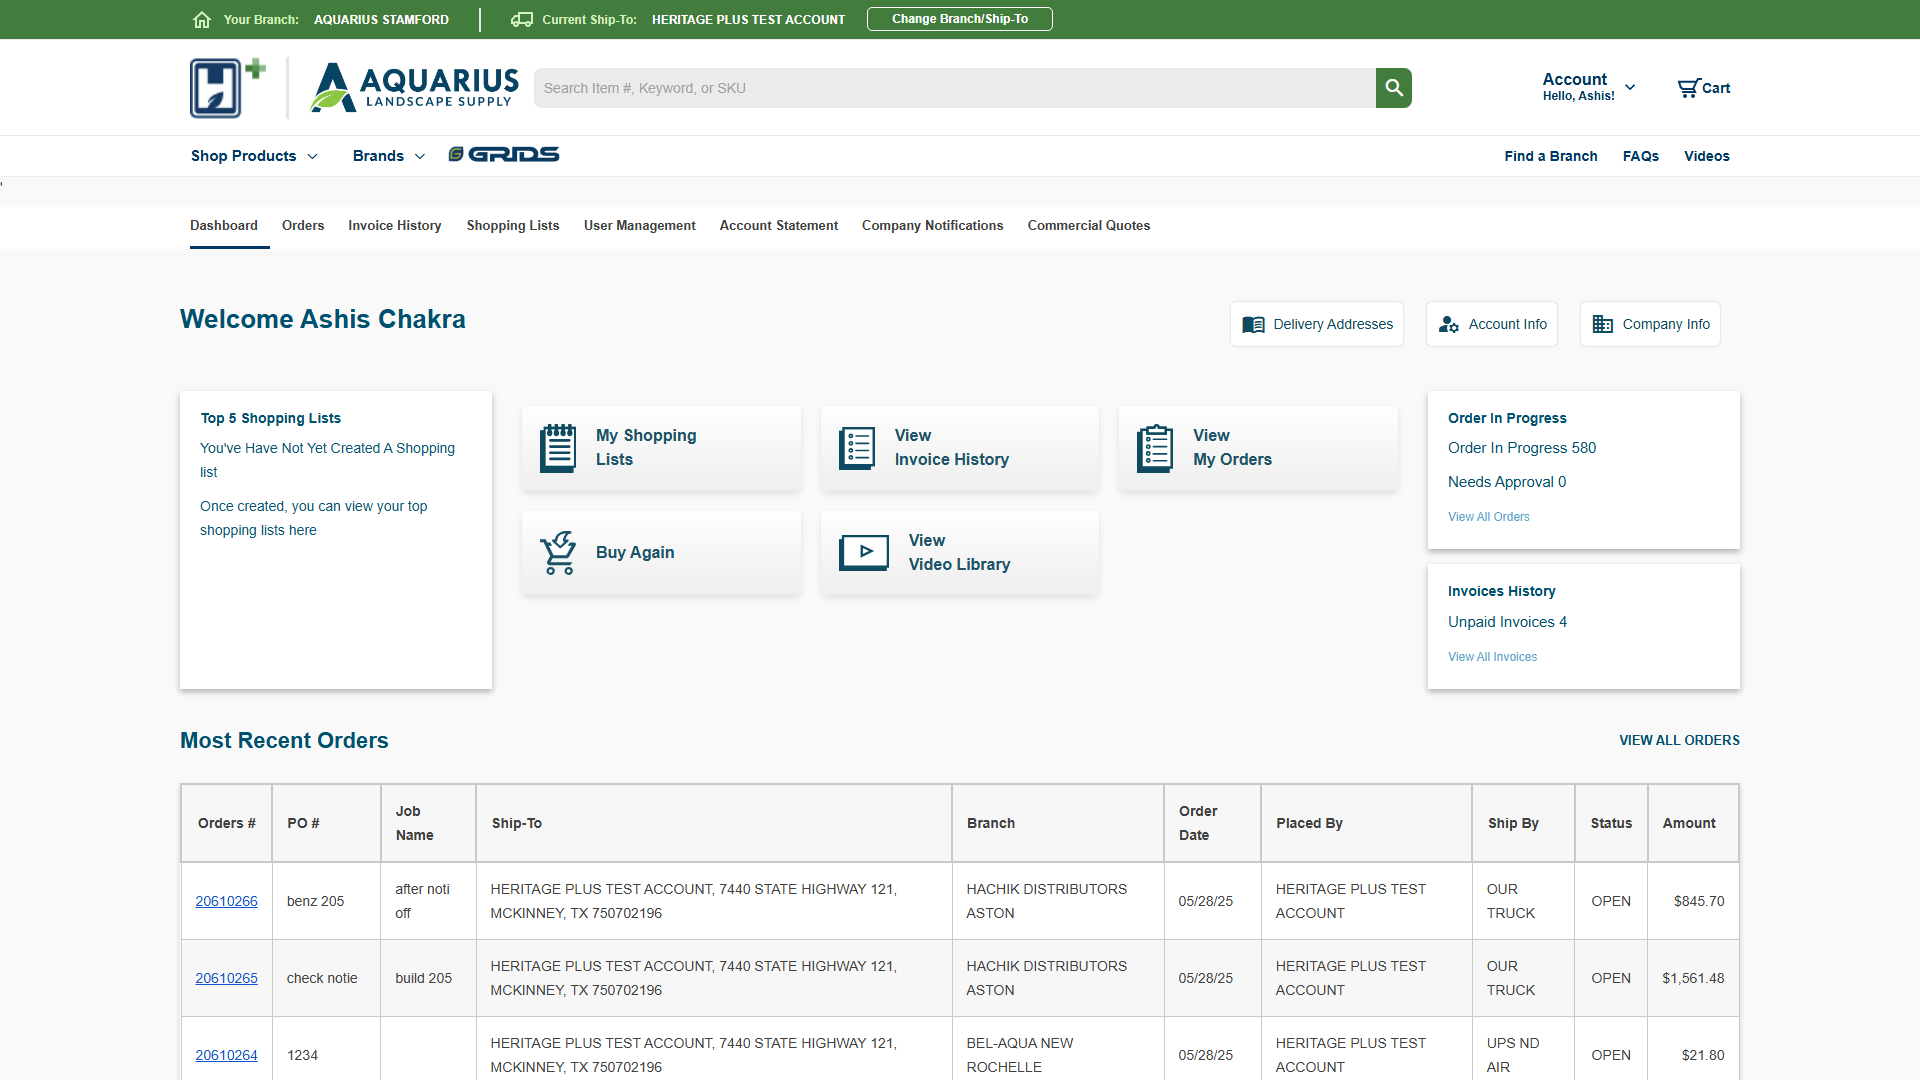 Your Branch: AQUARIUS STAMFORD Current Ship-To: HERITAGE PLUS TEST ACCOUNT Change Branch/Ship-To
AQUARIUS
LANDSCAPE SUPPLY
Search Item #, Keyword, or SKU
Account
Hello, Ashis!
Cart
Shop Products Brands GRIDS Find a Branch FAQs Videos
'
Dashboard Orders Invoice History Shopping Lists User Management Account Statement Company Notifications Commercial Quotes
Welcome Ashis Chakra
Delivery Addresses Account Info Company Info
Top 5 Shopping Lists
You've Have Not Yet Created A Shopping
list
Once created, you can view your top
shopping lists here
My Shopping
Lists
View
Invoice History
View
My Orders
Buy Again
View
Video Library
Order In Progress
Order In Progress 580
Needs Approval 0
View All Orders
Invoices History
Unpaid Invoices 4
View All Invoices
Most Recent Orders
VIEW ALL ORDERS
Orders # PO # Job Name Ship-To Branch Order Date Placed By Ship By Status Amount
20610266 benz 205 after noti off HERITAGE PLUS TEST ACCOUNT, 7440 STATE HIGHWAY 121, MCKINNEY, TX 750702196 HACHIK DISTRIBUTORS ASTON 05/28/25 HERITAGE PLUS TEST ACCOUNT OUR TRUCK OPEN $845.70
20610265 check notie build 205 HERITAGE PLUS TEST ACCOUNT, 7440 STATE HIGHWAY 121, MCKINNEY, TX 750702196 HACHIK DISTRIBUTORS ASTON 05/28/25 HERITAGE PLUS TEST ACCOUNT OUR TRUCK OPEN $1,561.48
20610264 1234 HERITAGE PLUS TEST ACCOUNT, 7440 STATE HIGHWAY 121, MCKINNEY, TX 750702196 BEL-AQUA NEW ROCHELLE 05/28/25 HERITAGE PLUS TEST ACCOUNT UPS ND AIR OPEN $21.80